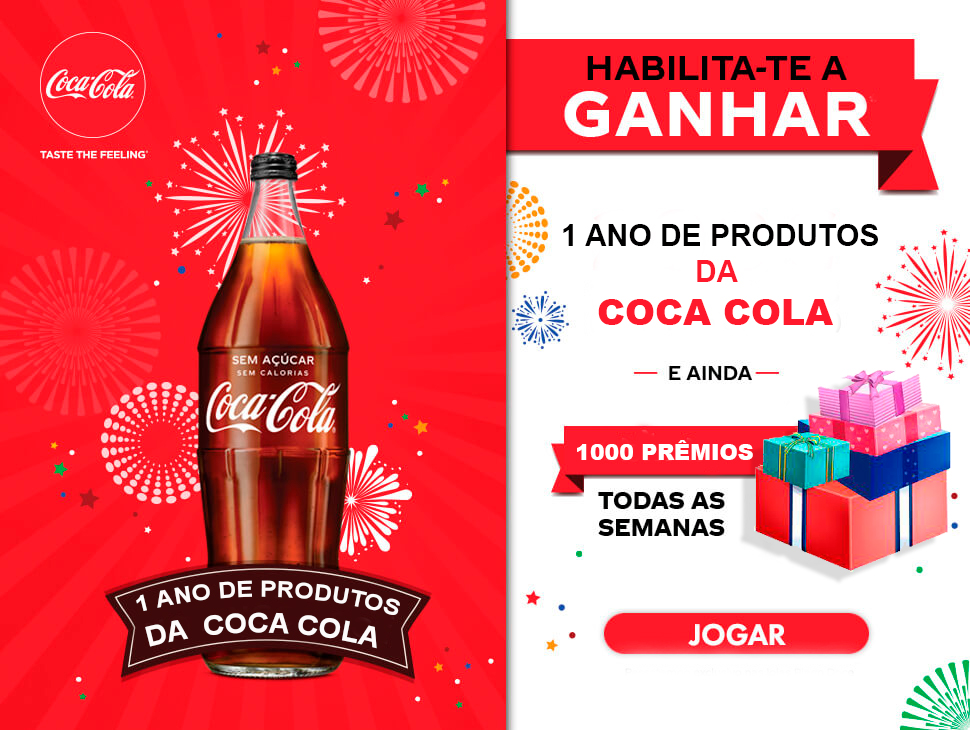 Coca-Cola
TASTE THE FEELING
SEM AÇÚCAR
SEM CALORIAS
Coca-Cola
1 ANO DE PRODUTOS
DA COCA COLA
HABILITA-TE A
GANHAR
1 ANO DE PRODUTOS
DA
COCA COLA
E AINDA
1000 PRÊMIOS
TODAS AS
SEMANAS
JOGAR